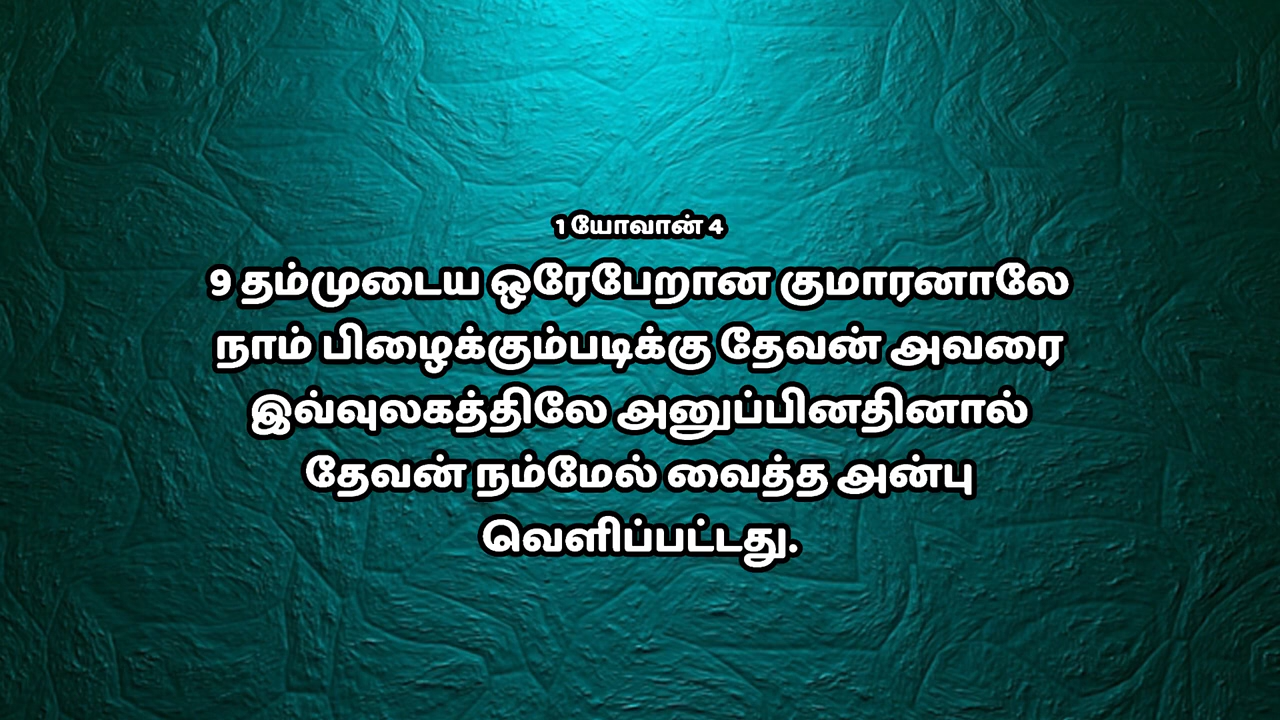 1 யோவான் 4
9 தம்முடைய ஒரேபேறான குமாரனாலே
நாம் பிழைக்கும்படிக்கு தேவன் அவரை
இவ்வுலகத்திலே அனுப்பினதினால்
தேவன் நம்மேல் வைத்த அன்பு
வெளிப்பட்டது.